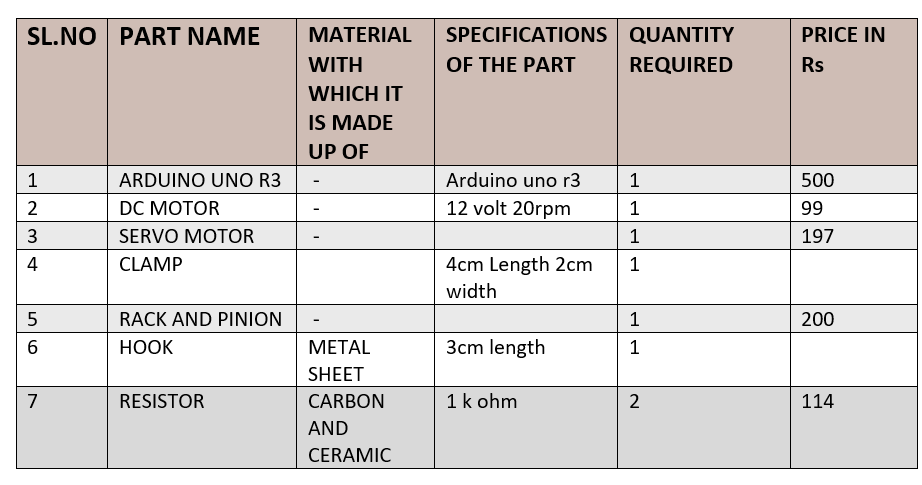 SL.NO PART NAME MATERIAL WITH WHICH IT IS MADE UP OF SPECIFICATIONS OF THE PART QUANTITY REQUIRED PRICE IN Rs
1 ARDUINO UNO R3 - Arduino uno r3 1 500
2 DC MOTOR - 12 volt 20rpm 1 99
3 SERVO MOTOR - 1 197
4 CLAMP 4cm Length 2cm width 1
5 RACK AND PINION - 1 200
6 HOOK METAL SHEET 3cm length 1
7 RESISTOR CARBON AND CERAMIC 1 k ohm 2 114